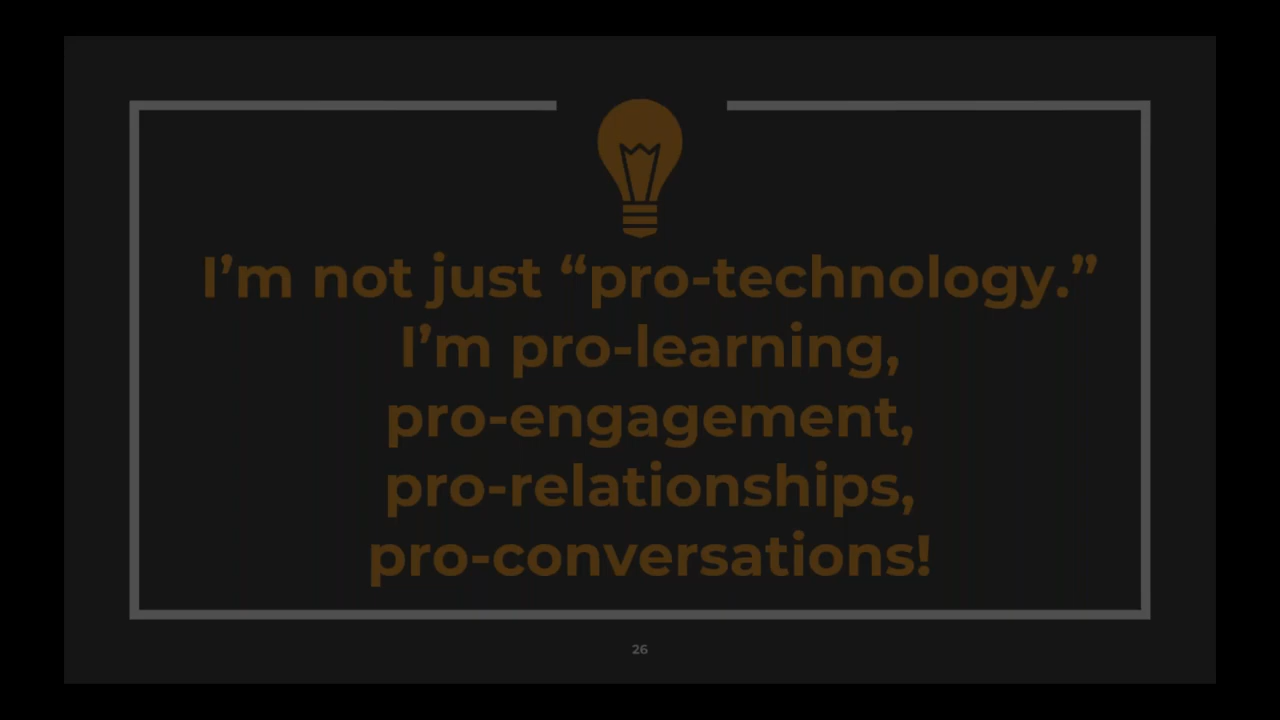 I’m not just “pro-technology.”
I’m pro-learning,
pro-engagement,
pro-relationships,
pro-conversations!
26